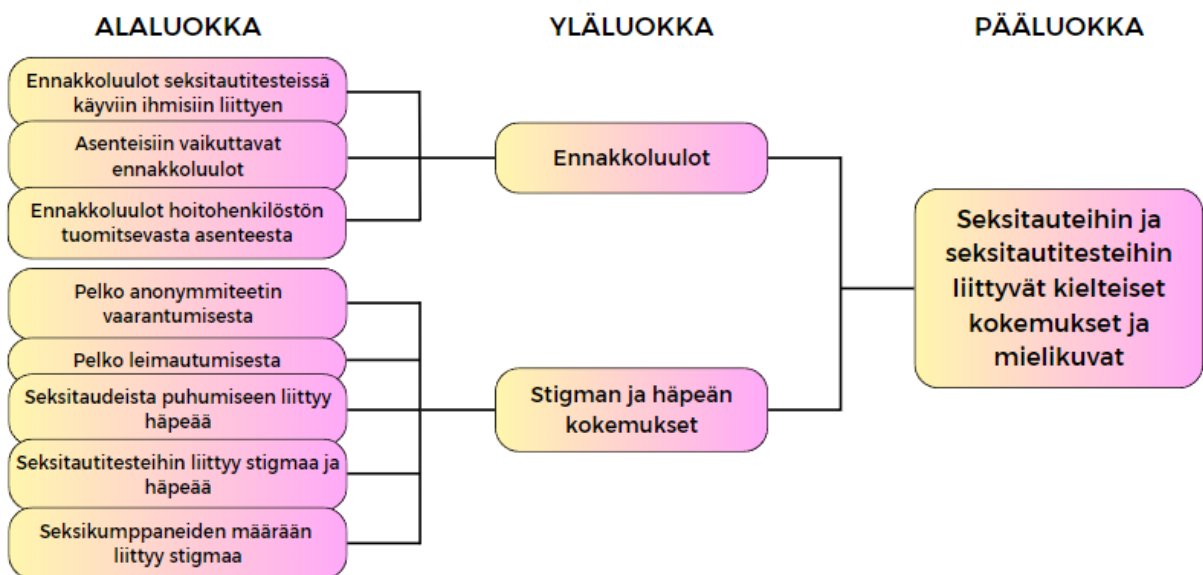 ALALUOKKA
YLÄLUOKKA
PÄÄLUOKKA
Ennakkoluulot seksitautitesteissä
käyviin ihmisiin liittyen
Asenteisiin vaikuttavat
ennakkoluulot
Ennakkoluulot hoitohenkilöstön
tuomitsevasta asenteesta
Pelko anonymmiteetin
vaarantumisesta
Pelko leimautumisesta
Seksitaudeista puhumiseen liittyy
häpeää
Seksitautitesteihin liittyy stigmaa ja
häpeää
Seksikumppaneiden määrään
liittyy stigmaa
Ennakkoluulot
Stigman ja häpeän
kokemukset
Seksitauteihin ja
seksitautitesteihin
liittyvät kielteiset
kokemukset ja
mielikuvat